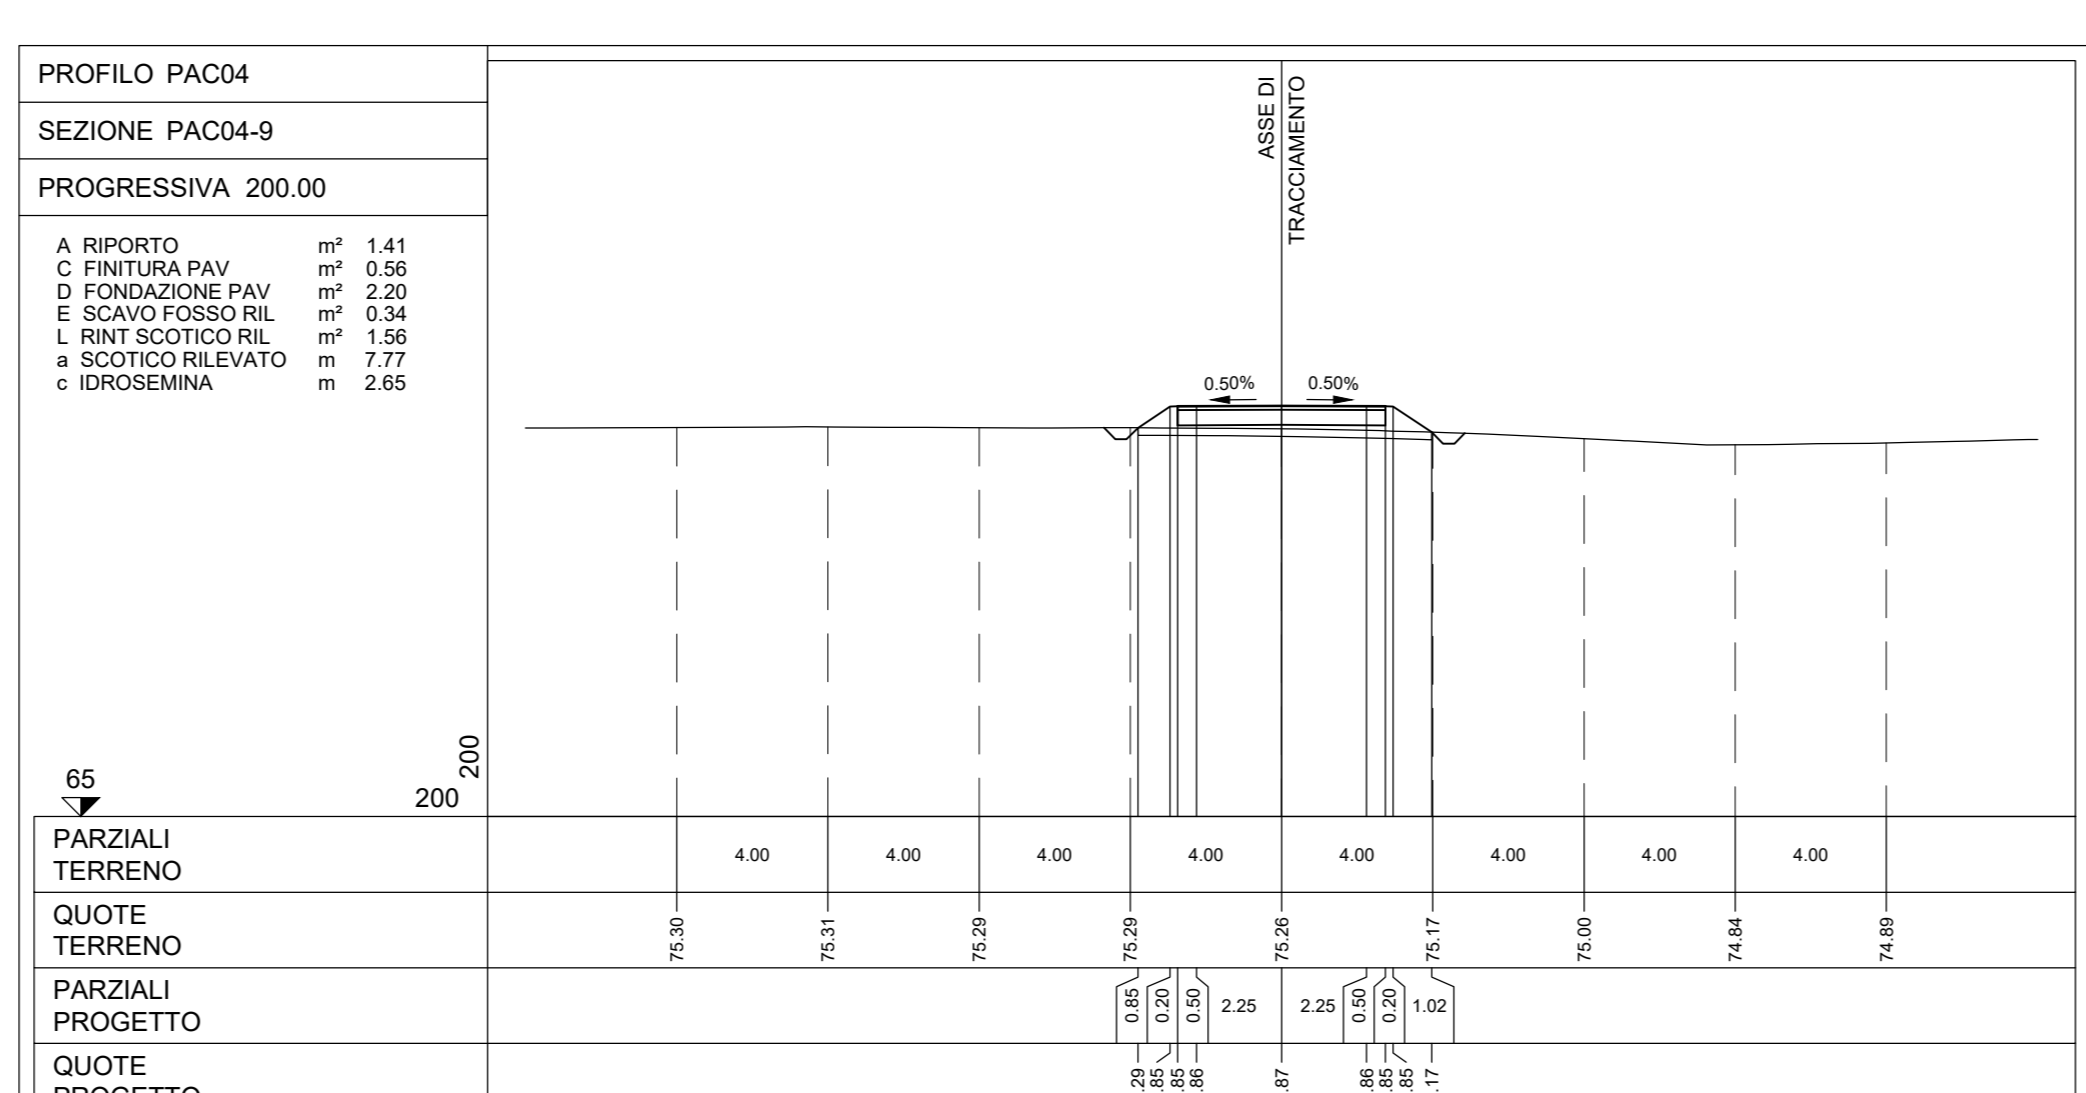 PROFILO PAC04
SEZIONE PAC04-9
PROGRESSIVA 200.00
A RIPORTO m² 1.41
C FINITURA PAV m² 0.56
D FONDAZIONE PAV m² 2.20
E SCAVO FOSSO RIL m² 0.34
L RINT SCOTICO RIL m² 1.56
a SCOTICO RILEVATO m 7.77
c IDROSEMINA m 2.65
ASSE DI
TRACCIAMENTO
0.50% 0.50%
65
200
200
PARZIALI
TERRENO
4.00 4.00 4.00 4.00 4.00 4.00 4.00 4.00
QUOTE
TERRENO
75.30 75.31 75.29 75.29 75.26 75.17 75.00 74.84 74.89
PARZIALI
PROGETTO
0.85 0.20 0.50 2.25 2.25 0.50 0.20 1.02
QUOTE
PROGETTO
.29 .85 .85 .86 .87 .86 .85 .85 .17